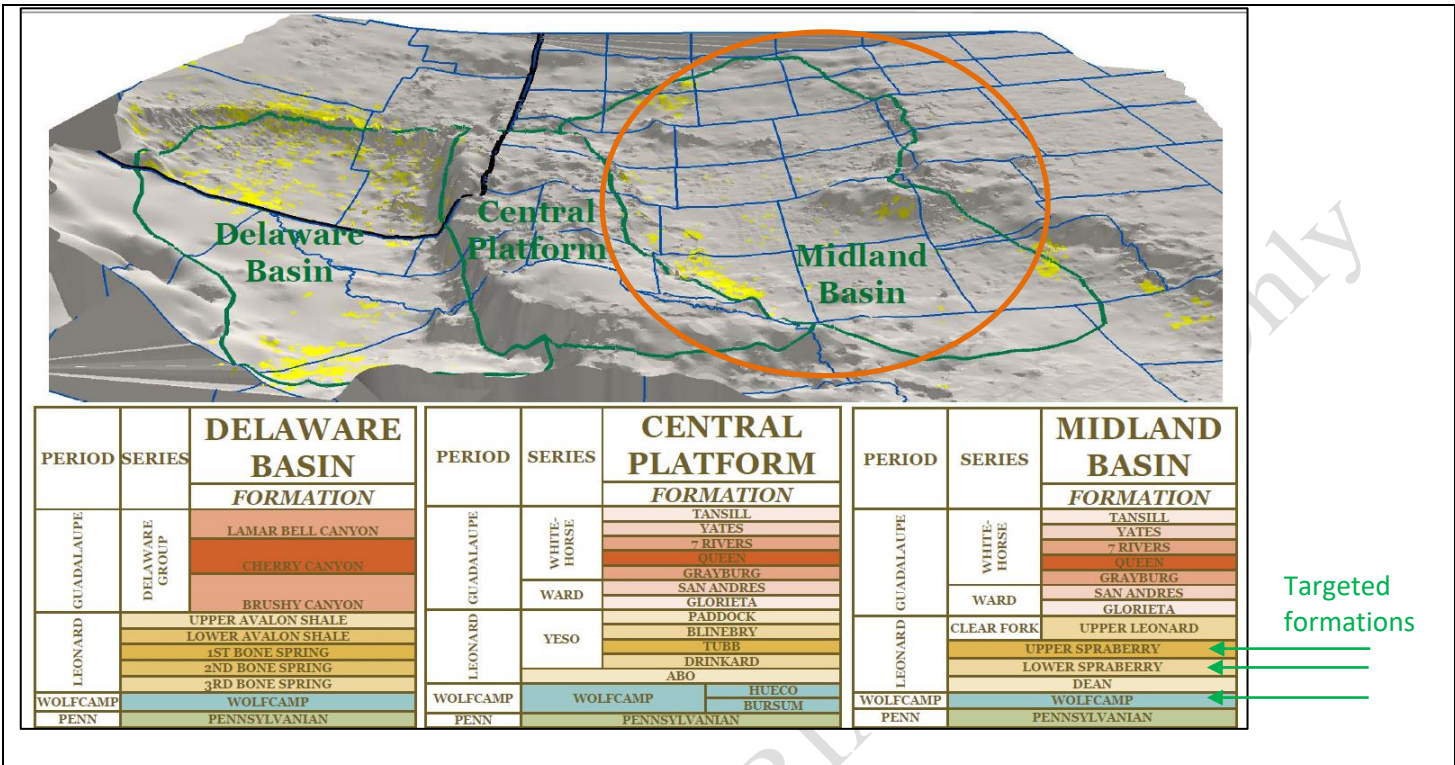 Delaware
Basin
Central
Platform
Midland
Basin
only
PERIOD SERIES DELAWARE
BASIN
FORMATION
GUADALAUPE
DELAWARE
GROUP
LAMAR BELL CANYON
CHERRY CANYON
BRUSHY CANYON
LEONARD
UPPER AVALON SHALE
LOWER AVALON SHALE
1ST BONE SPRING
2ND BONE SPRING
3RD BONE SPRING
WOLFCAMP WOLFCAMP
PENN PENNSYLVANIAN
PERIOD SERIES CENTRAL
PLATFORM
FORMATION
GUADALAUPE
WHITE-
HORSE
TANSILL
YATES
7 RIVERS
QUEEN
GRAYBURG
WARD
SAN ANDRES
GLORIETA
LEONARD
YESO
PADDOCK
BLINEBRY
TUBB
DRINKARD
ABO
WOLFCAMP WOLFCAMP HUECO
BURSUM
PENN PENNSYLVANIAN
PERIOD SERIES MIDLAND
BASIN
FORMATION
GUADALAUPE
WHITE-
HORSE
TANSILL
YATES
7 RIVERS
QUEEN
GRAYBURG
WARD
SAN ANDRES
GLORIETA
LEONARD
CLEAR FORK UPPER LEONARD
UPPER SPRABERRY
LOWER SPRABERRY
DEAN
WOLFCAMP WOLFCAMP
PENN PENNSYLVANIAN
Targeted
formations